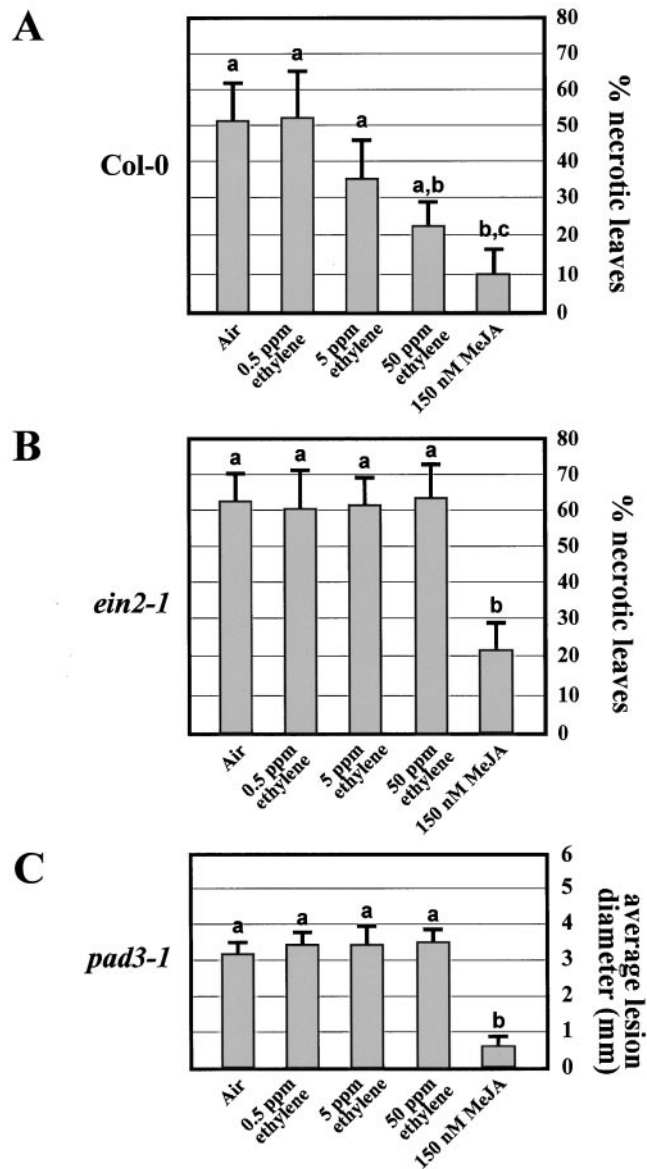 A
Col-0
a
a
a
a,b
b,c
80
70
60
50
40
30
20
10
0
% necrotic leaves
Air
0.5 ppm
ethylene
5 ppm
ethylene
50 ppm
ethylene
150 nM MeJA
B
ein2-1
a
a
a
a
b
80
70
60
50
40
30
20
10
0
% necrotic leaves
Air
0.5 ppm
ethylene
5 ppm
ethylene
50 ppm
ethylene
150 nM MeJA
C
pad3-1
a
a
a
a
b
6
5
4
3
2
1
0
average lesion
diameter (mm)
Air
0.5 ppm
ethylene
5 ppm
ethylene
50 ppm
ethylene
150 nM MeJA